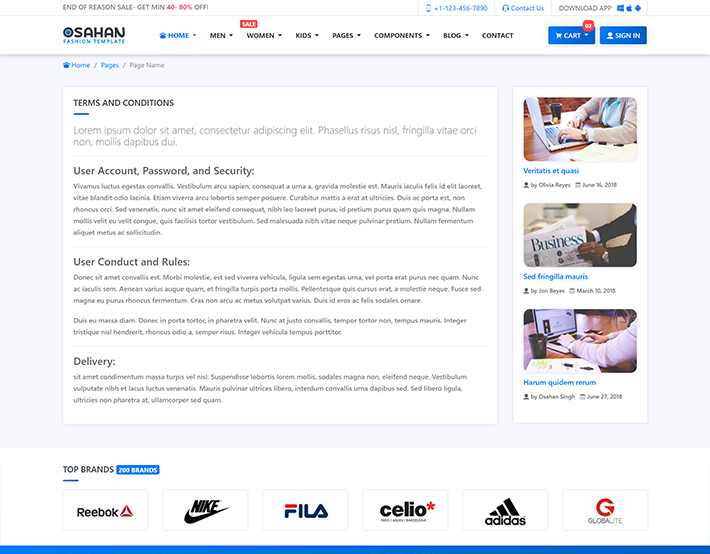 END OF REASON SALE- GET MIN 40- 80% OFF!
+1-123-456-7890
Contact Us
DOWNLOAD APP
OSAHAN
FASHION TEMPLATE
HOME
MEN
SALE
WOMEN
KIDS
PAGES
COMPONENTS
BLOG
CONTACT
CART
02
SIGN IN
Home / Pages / Page Name
TERMS AND CONDITIONS
Lorem ipsum dolor sit amet, consectetur adipiscing elit. Phasellus risus nisl, fringilla vitae orci
non, mollis dapibus dui.
User Account, Password, and Security:
Vivamus luctus egestas convallis. Vestibulum arcu sapien, consequat a urna a, gravida molestie est. Mauris iaculis felis id elit laoreet,
vitae blandit odio lacinia. Etiam viverra arcu lobortis semper posuere. Curabitur mattis a erat at ultricies. Duis ac porta est, non
rhoncus orci. Sed venenatis, nunc sit amet eleifend consequat, nibh leo laoreet purus, id pretium purus quam quis magna. Nullam
mollis velit eu velit congue, quis facilisis tortor vestibulum. Sed malesuada nibh vitae neque pulvinar pretium. Nullam fermentum
aliquet metus ac sollicitudin.
User Conduct and Rules:
Donec sit amet convallis est. Morbi molestie, est sed viverra vehicula, ligula sem egestas urna, vel porta erat purus nec quam. Nunc
ac iaculis sem. Aenean varius augue quam, et fringilla turpis porta mollis. Pellentesque quis cursus erat, a molestie neque. Fusce sed
magna eu purus rhoncus fermentum. Cras non arcu ac metus volutpat varius. Duis id eros ac felis sodales ornare.
Duis eu massa diam. Donec in porta tortor, in pharetra velit. Nunc at justo convallis, tempor tortor non, tempus mauris. Integer
tristique nisl hendrerit, rhoncus odio a, semper risus. Integer vehicula tempus porttitor.
Delivery:
sit amet condimentum massa turpis vel nisl. Suspendisse lobortis lorem mollis, sodales magna non, eleifend neque. Vestibulum
vulputate nibh et lacus luctus venenatis. Mauris pulvinar ultrices libero, interdum convallis urna dapibus sed. Sed libero ligula,
ultricies non pharetra at, ullamcorper sed quam.
Veritatis et quasi
by Olivia Reyes June 16, 2018
Business
Sed fringilla mauris
by Jon Beyes March 10, 2018
Harum quidem rerum
by Osahan Singh June 27, 2018
TOP BRANDS 200 BRANDS
Reebok
NIKE
FILA
celio*
PARIS | MILAN | BARCELONA
adidas
G
GLOBALITE